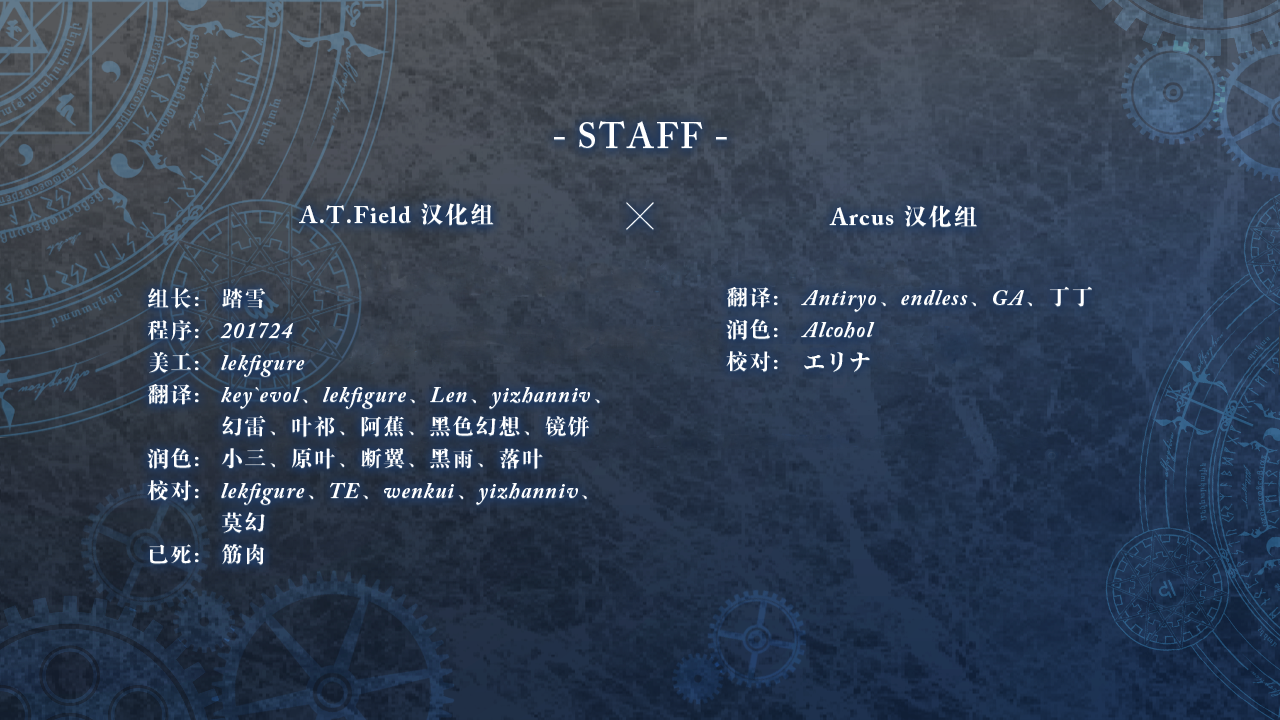 - STAFF -
A.T.Field 汉化组
×
Arcus 汉化组
组长: 踏雪
程序: 201724
美工: lekfigure
翻译: key`evol、lekfigure、Len、yizhanniv、
幻雷、叶祁、阿蕉、黑色幻想、镜饼
润色: 小三、原叶、断翼、黑雨、落叶
校对: lekfigure、TE、wenkui、yizhanniv、
莫幻
已死: 筋肉
翻译: Antiryo、endless、GA、丁丁
润色: Alcohol
校对: エリナ